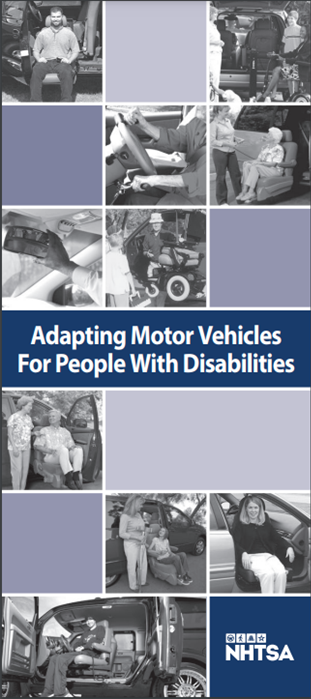 Adapting Motor Vehicles
For People With Disabilities
NHTSA